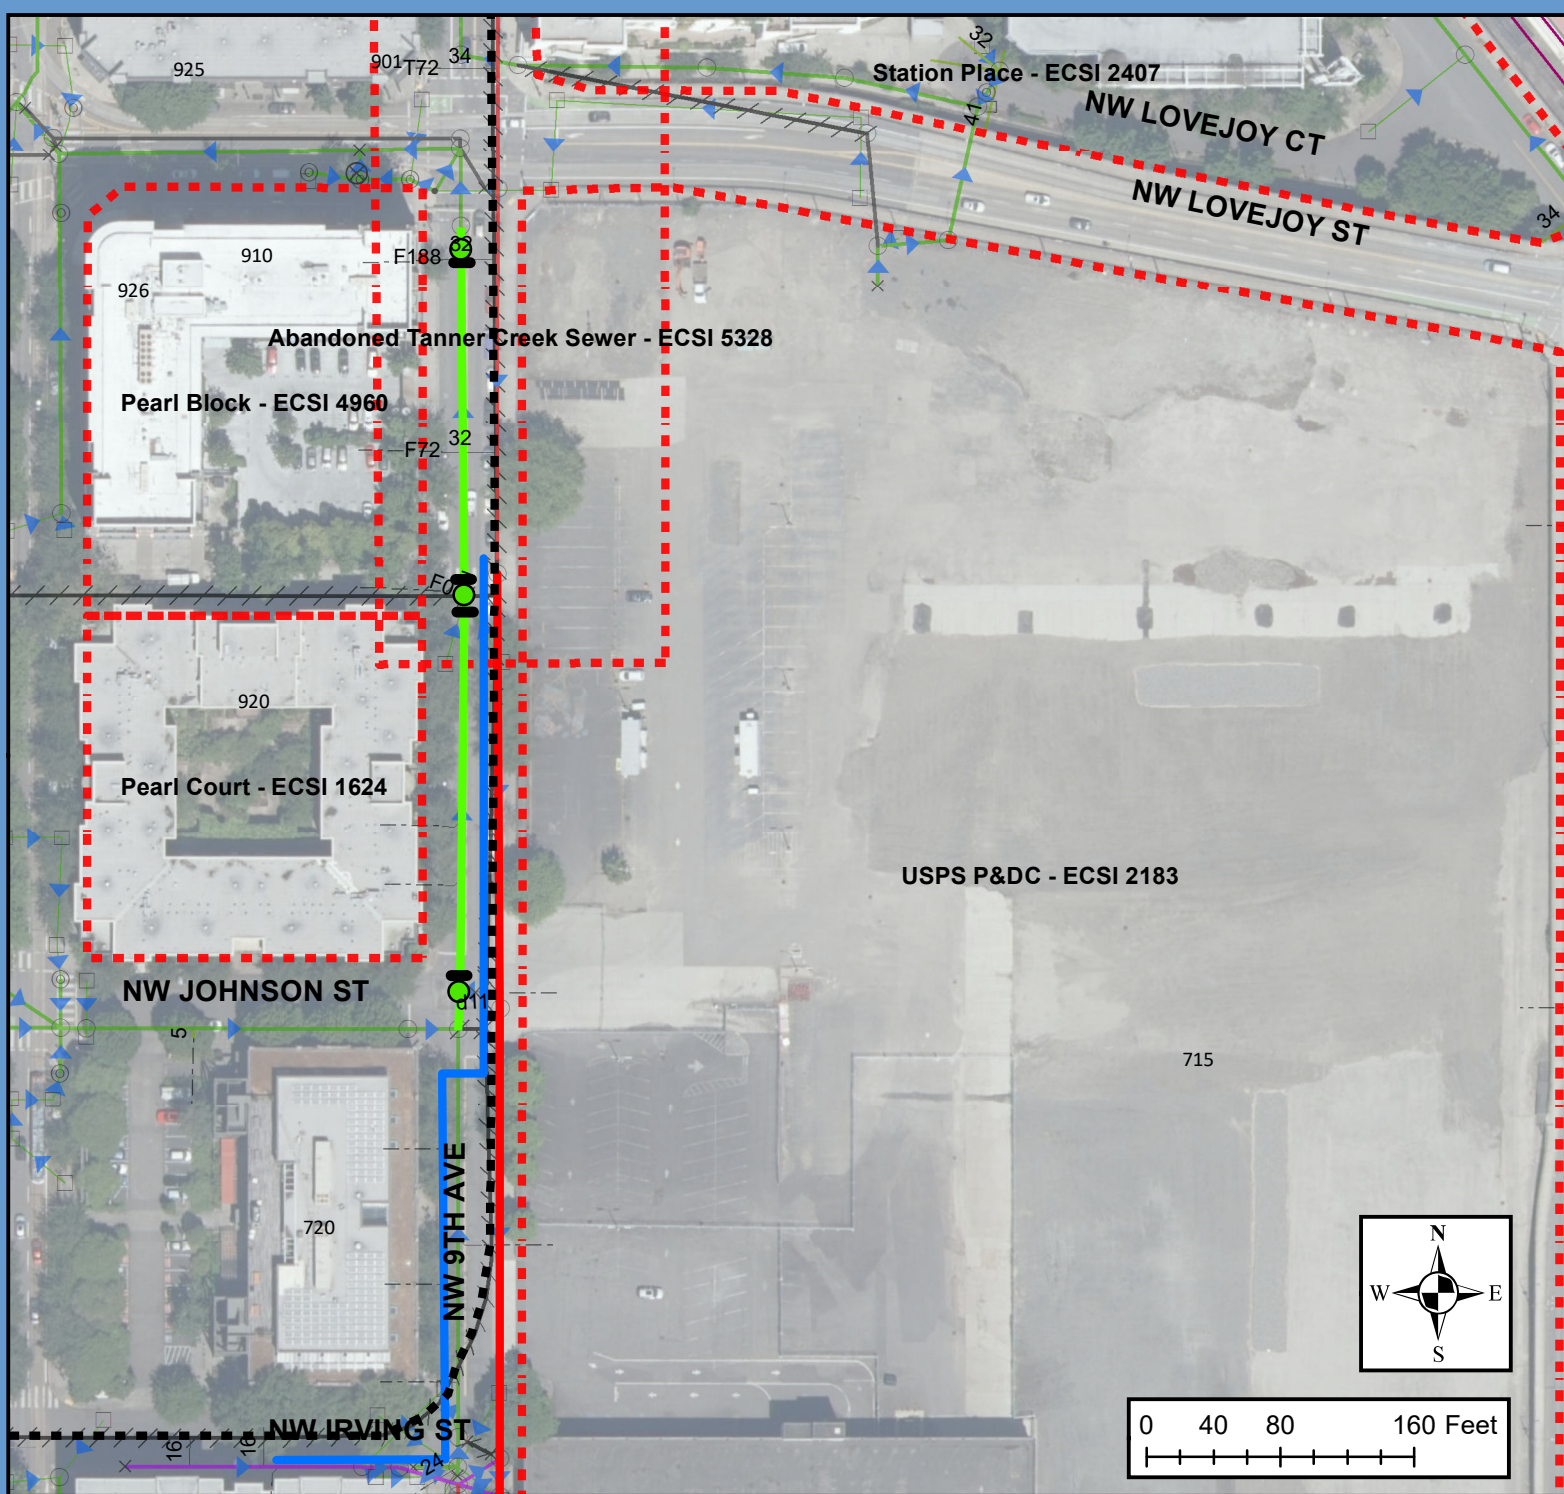 925
901
T72
34
32
Station Place - ECSI 2407
41
NW LOVEJOY CT
NW LOVEJOY ST
34
910
926
F188
32
Abandoned Tanner Creek Sewer - ECSI 5328
Pearl Block - ECSI 4960
F72
32
F0
920
Pearl Court - ECSI 1624
USPS P&DC - ECSI 2183
NW JOHNSON ST
d11
5
715
NW 9TH AVE
720
N
W E
S
NW IRVING ST
16
16
24
0 40 80 160 Feet